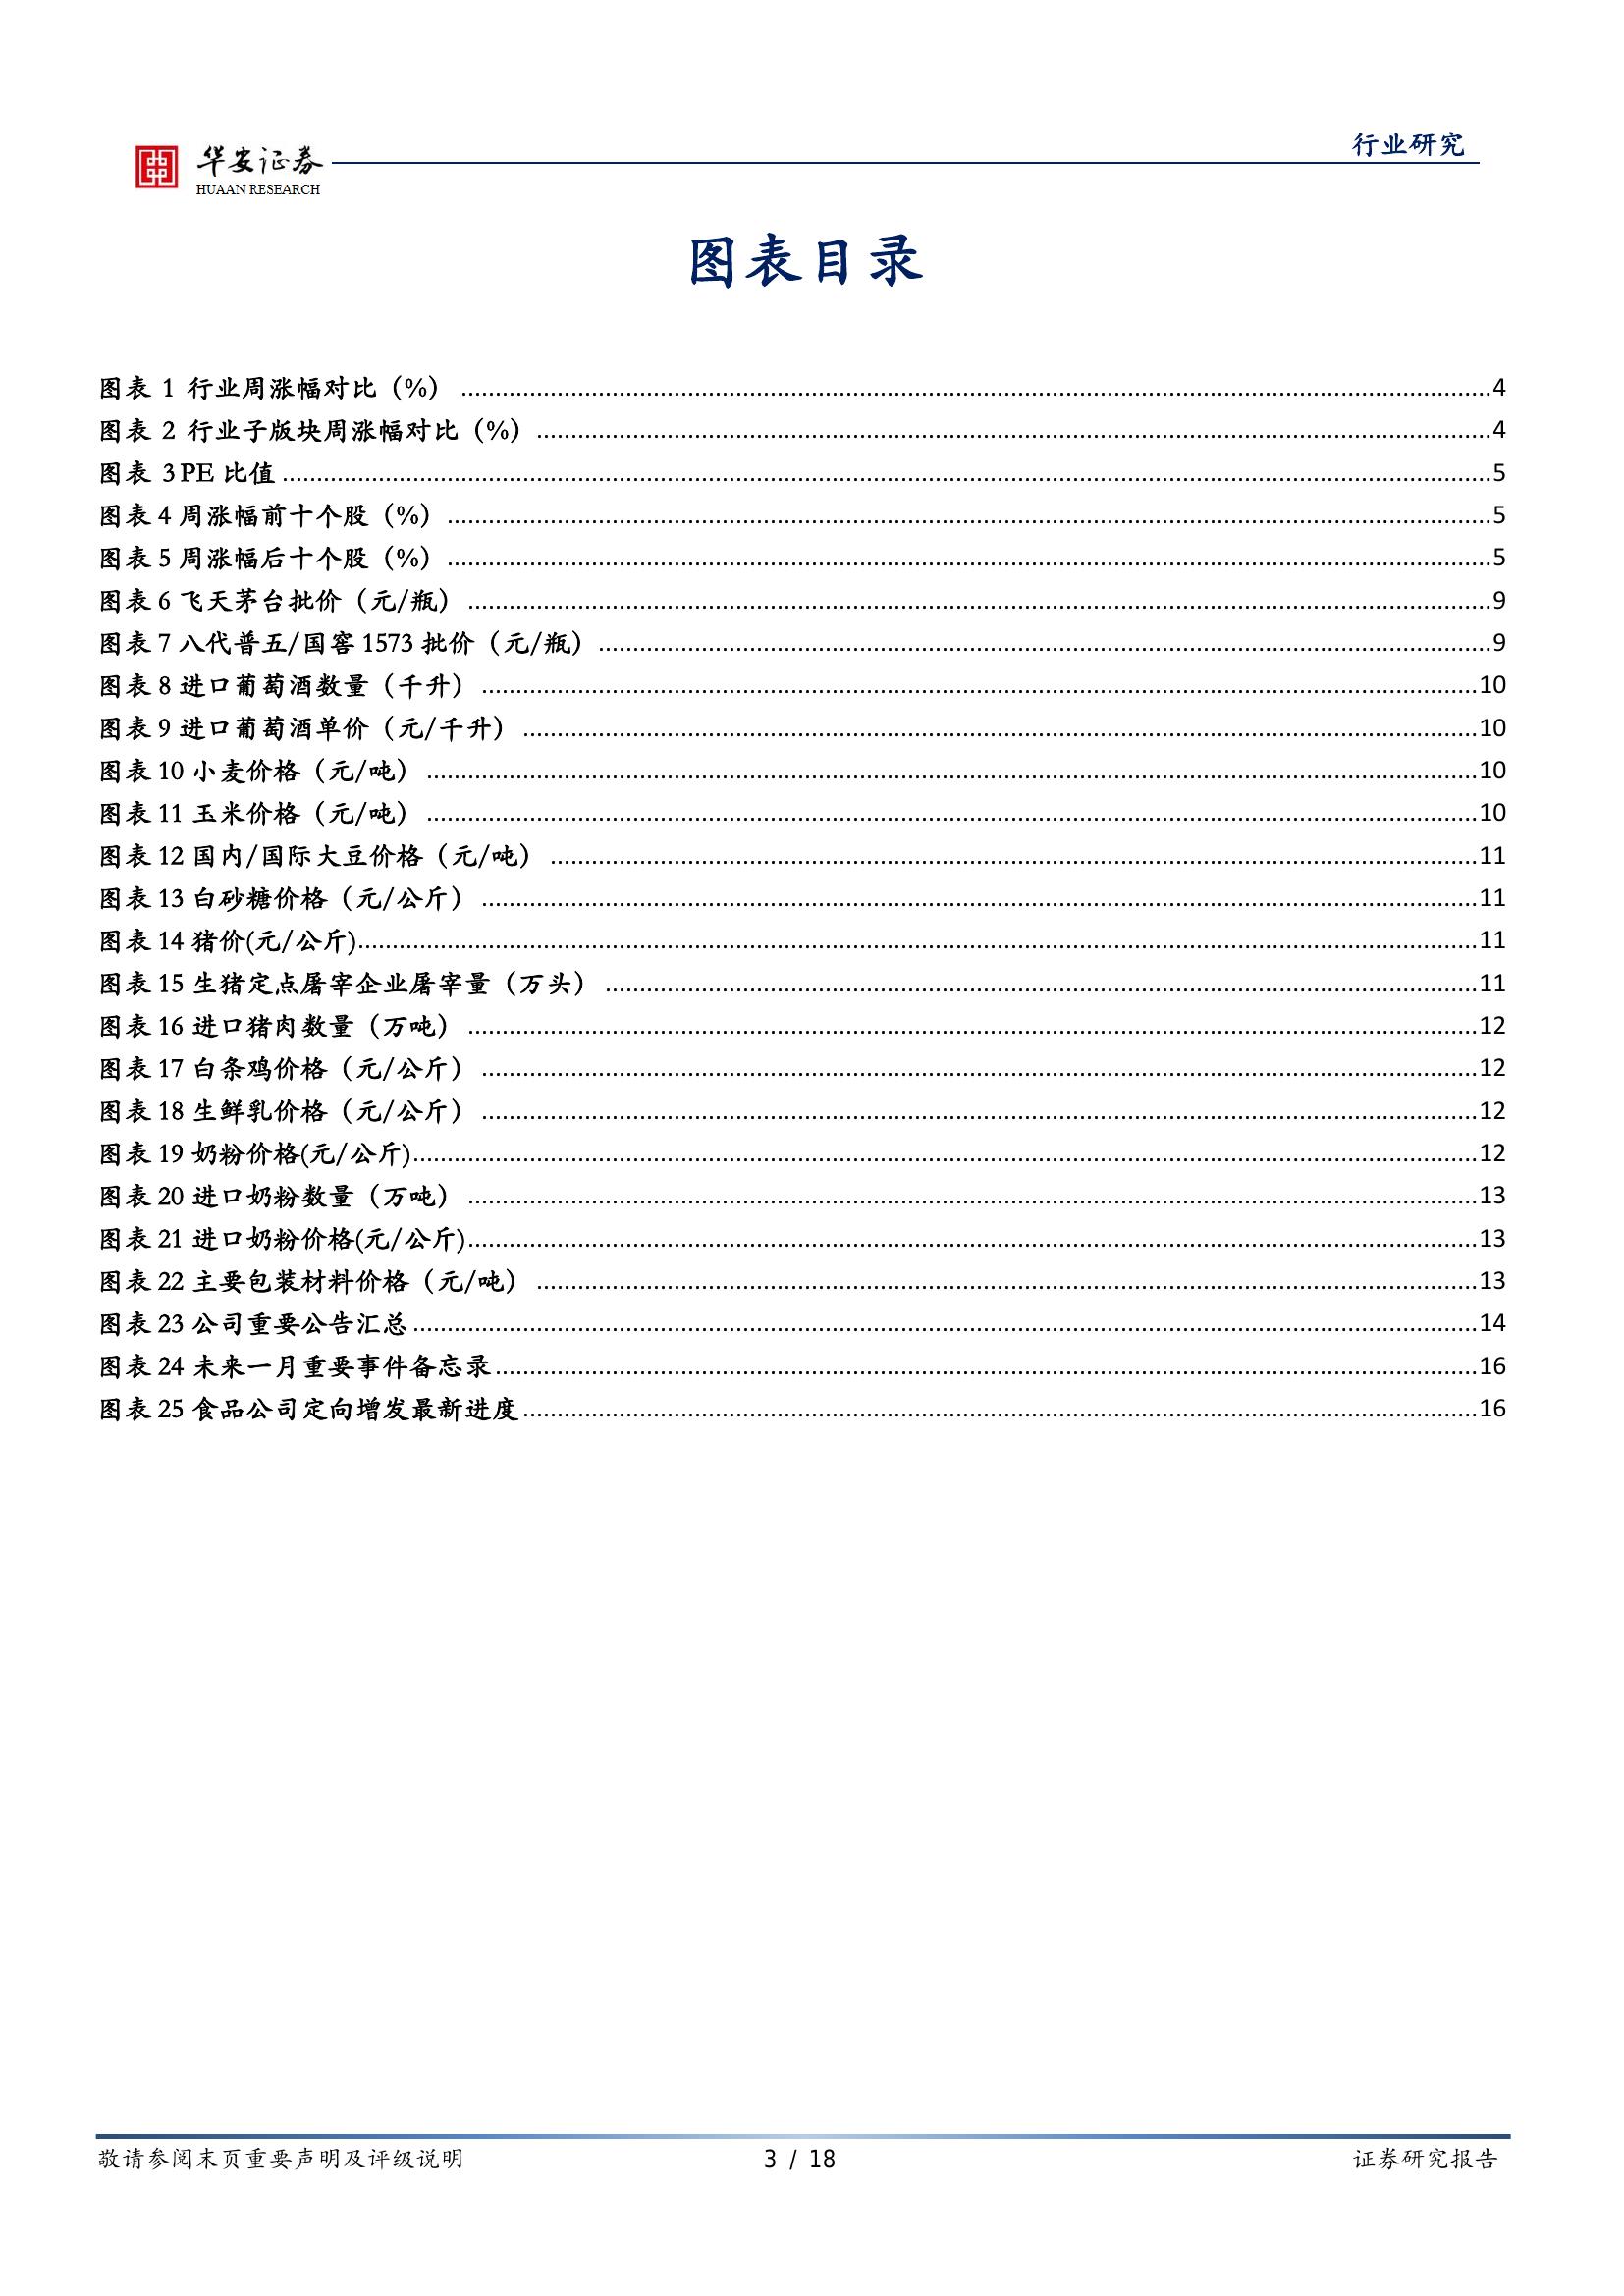 华安证券
HUAAN RESEARCH
行业研究
图表目录
图表 1 行业周涨幅对比（%） ........ 4
图表 2 行业子版块周涨幅对比（%） ........ 4
图表 3 PE 比值 ........ 5
图表 4 周涨幅前十个股（%） ........ 5
图表 5 周涨幅后十个股（%） ........ 5
图表 6 飞天茅台批价（元/瓶） ........ 9
图表 7 八代普五/国窖 1573 批价（元/瓶） ........ 9
图表 8 进口葡萄酒数量（千升） ........ 10
图表 9 进口葡萄酒单价（元/千升） ........ 10
图表 10 小麦价格（元/吨） ........ 10
图表 11 玉米价格（元/吨） ........ 10
图表 12 国内/国际大豆价格（元/吨） ........ 11
图表 13 白砂糖价格（元/公斤） ........ 11
图表 14 猪价(元/公斤) ........ 11
图表 15 生猪定点屠宰企业屠宰量（万头） ........ 11
图表 16 进口猪肉数量（万吨） ........ 12
图表 17 白条鸡价格（元/公斤） ........ 12
图表 18 生鲜乳价格（元/公斤） ........ 12
图表 19 奶粉价格(元/公斤) ........ 12
图表 20 进口奶粉数量（万吨） ........ 13
图表 21 进口奶粉价格(元/公斤) ........ 13
图表 22 主要包装材料价格（元/吨） ........ 13
图表 23 公司重要公告汇总 ........ 14
图表 24 未来一月重要事件备忘录 ........ 16
图表 25 食品公司定向增发最新进度 ........ 16
敬请参阅末页重要声明及评级说明 3 / 18 证券研究报告